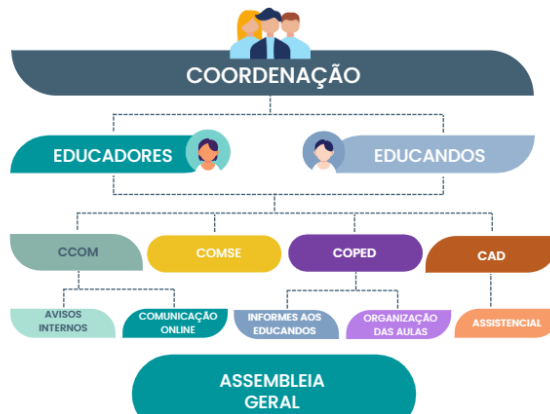 COORDENAÇÃO
EDUCADORES
EDUCANDOS
CCOM
COMSE
COPED
CAD
AVISOS
INTERNOS
COMUNICAÇÃO
ONLINE
INFORMES AOS
EDUCANDOS
ORGANIZAÇÃO
DAS AULAS
ASSISTENCIAL
ASSEMBLEIA
GERAL